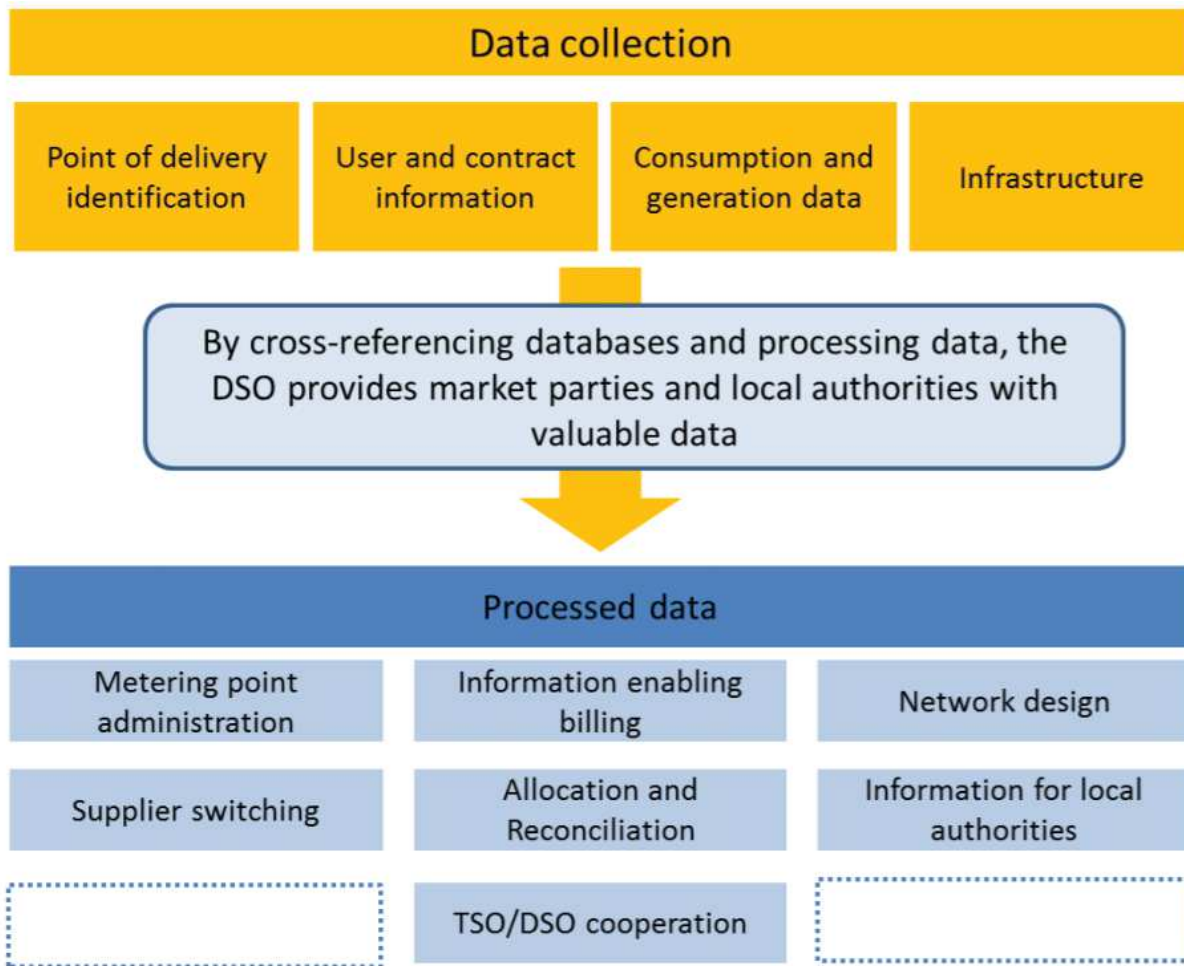 Data collection
Point of delivery
identification
User and contract
information
Consumption and
generation data
Infrastructure
By cross-referencing databases and processing data, the
DSO provides market parties and local authorities with
valuable data
Processed data
Metering point
administration
Information enabling
billing
Network design
Supplier switching
Allocation and
Reconciliation
Information for local
authorities
TSO/DSO cooperation